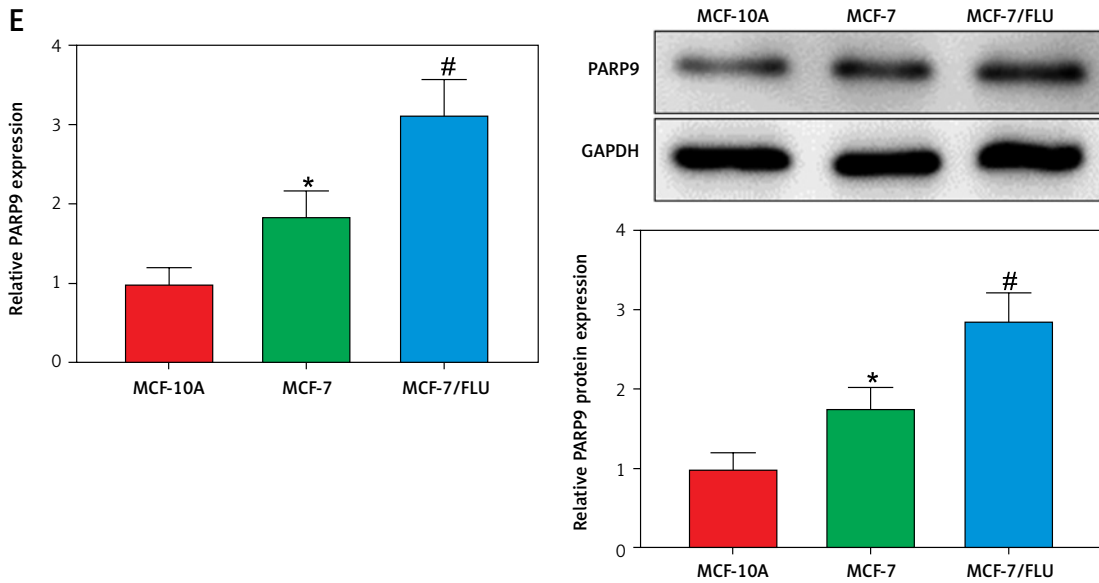 E
Relative PARP9 expression
4
3
2
1
0
*
#
MCF-10A MCF-7 MCF-7/FLU
MCF-10A MCF-7 MCF-7/FLU
PARP9
GAPDH
Relative PARP9 protein expression
4
3
2
1
0
*
#
MCF-10A MCF-7 MCF-7/FLU